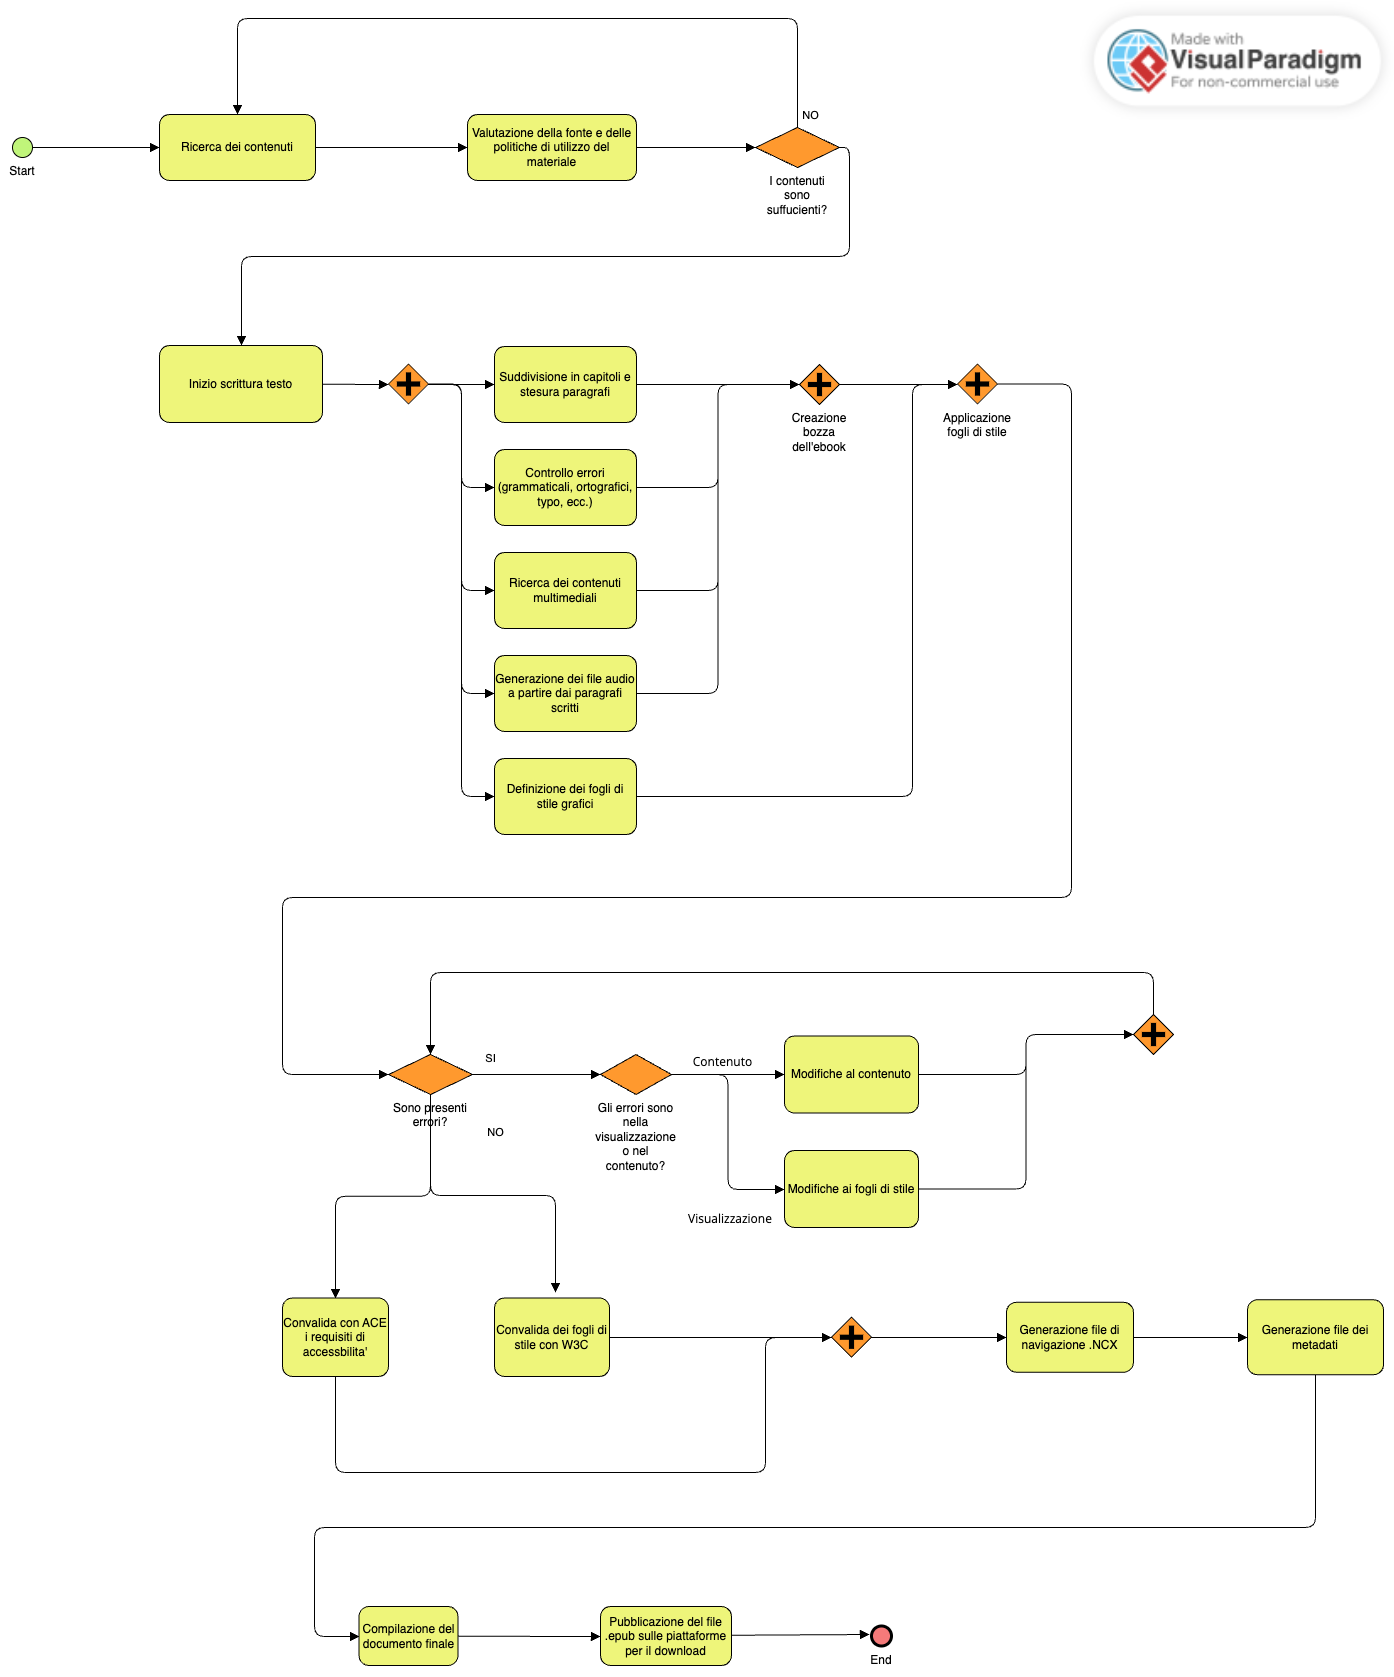 Made with
Visual Paradigm
For non-commercial use
NO
Start
Ricerca dei contenuti
Valutazione della fonte e delle
politiche di utilizzo del
materiale
I contenuti
sono
suffucienti?
Inizio scrittura testo
Suddivisione in capitoli e
stesura paragrafi
Creazione
bozza
dell'ebook
Applicazione
fogli di stile
Controllo errori
(grammaticali, ortografici,
typo, ecc.)
Ricerca dei contenuti
multimediali
Generazione dei file audio
a partire dai paragrafi
scritti
Definizione dei fogli di
stile grafici
SI
Contenuto
Modifiche al contenuto
Sono presenti
errori?
NO
Gli errori sono
nella
visualizzazione
o nel
contenuto?
Modifiche ai fogli di stile
Visualizzazione
Convalida con ACE
i requisiti di
accessbilita'
Convalida dei fogli di
stile con W3C
Generazione file di
navigazione .NCX
Generazione file dei
metadati
Compilazione del
documento finale
Pubblicazione del file
.epub sulle piattaforme
per il download
End